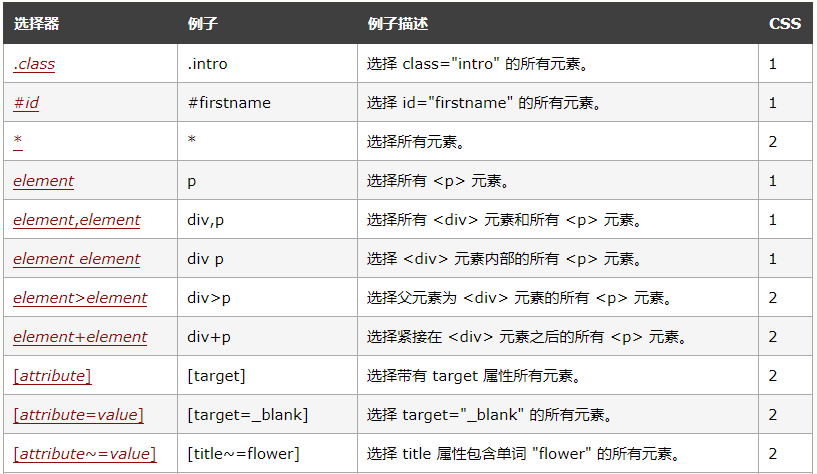 选择器 例子 例子描述 CSS
.class .intro 选择 class="intro" 的所有元素。 1
#id #firstname 选择 id="firstname" 的所有元素。 1
* * 选择所有元素。 2
element p 选择所有 <p> 元素。 1
element,element div,p 选择所有 <div> 元素和所有 <p> 元素。 1
element element div p 选择 <div> 元素内部的所有 <p> 元素。 1
element>element div>p 选择父元素为 <div> 元素的所有 <p> 元素。 2
element+element div+p 选择紧接在 <div> 元素之后的所有 <p> 元素。 2
[attribute] [target] 选择带有 target 属性所有元素。 2
[attribute=value] [target=_blank] 选择 target="_blank" 的所有元素。 2
[attribute~=value] [title~=flower] 选择 title 属性包含单词 "flower" 的所有元素。 2